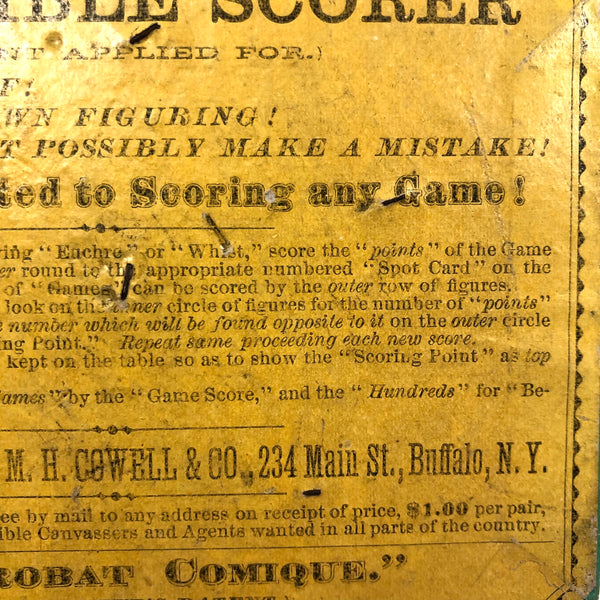 IBLE SCORER
NT APPLIED FOR.)
F!
WN FIGURING!
T POSSIBLY MAKE A MISTAKE!
ted to Scoring any Game!
ring "Euchre" or "Whist," score the "points" of the Game
er round to the appropriate numbered "Spot Card" on the
of "Games" can be scored by the outer row of figures.
look on the inner circle of figures for the number of "points"
e number which will be found opposite to it on the outer circle
ing Point." Repeat same proceeding each new score.
kept on the table so as to show the "Scoring Point" as top
Games" by the "Game Score," and the "Hundreds" for "Be-
M. H. COWELL & CO., 234 Main St., Buffalo, N. Y.
ee by mail to any address on receipt of price, $1.00 per pair,
ible Canvassers and Agents wanted in all parts of the country.
ROBAT COMIQUE."